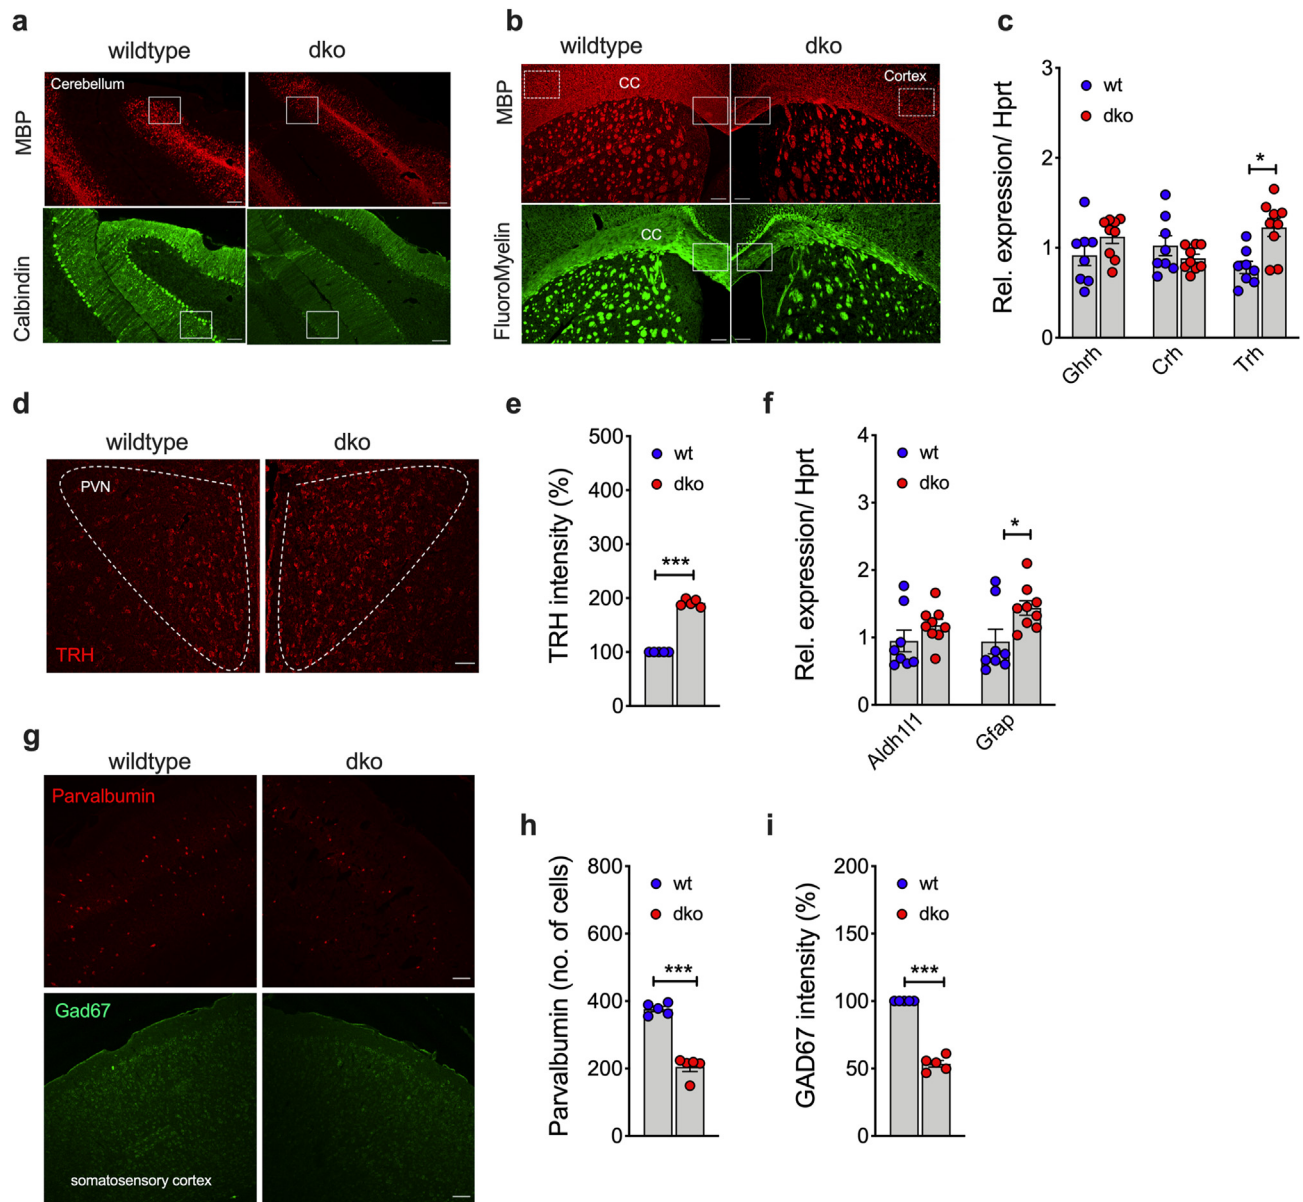 a
wildtype
dko
Cerebellum
MBP
Calbindin
b
wildtype
dko
CC
Cortex
MBP
CC
FluoroMyelin
c
3
2
1
0
Rel. expression/ Hprt
wt
dko
*
Ghrh
Crh
Trh
d
wildtype
dko
PVN
TRH
e
500
400
300
200
100
0
TRH intensity (%)
wt
dko
***
f
4
3
2
1
0
Rel. expression/ Hprt
wt
dko
*
Aldh1l1
Gfap
g
wildtype
dko
Parvalbumin
Gad67
somatosensory cortex
h
800
600
400
200
0
Parvalbumin (no. of cells)
wt
dko
***
i
200
150
100
50
0
GAD67 intensity (%)
wt
dko
***